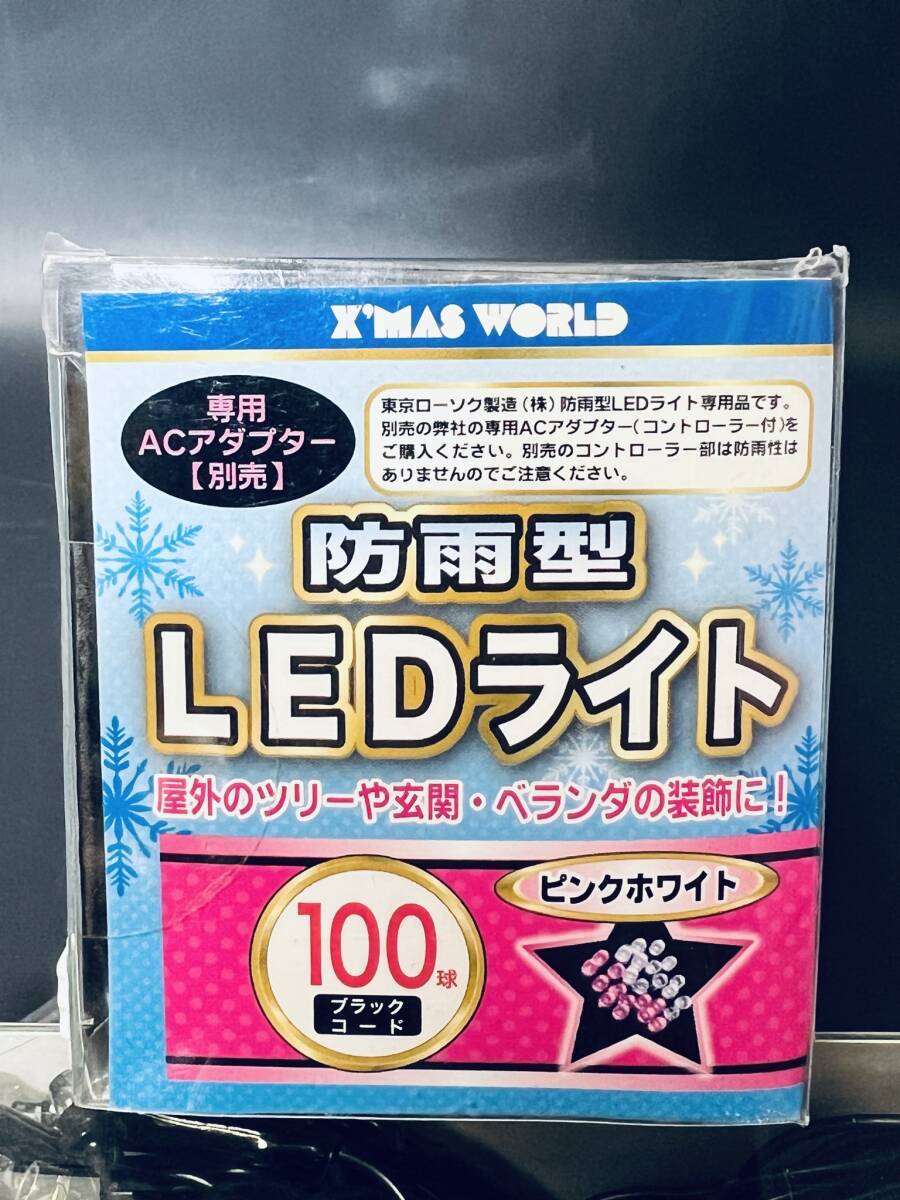 X'MAS WORLD
専用
ACアダプター
【別売】
東京ローソク製造(株)防雨型LEDライト専用品です。
別売の弊社の専用ACアダプター(コントローラー付)を
ご購入ください。別売のコントローラー部は防雨性は
ありませんのでご注意ください。
防雨型
LEDライト
屋外のツリーや玄関・ベランダの装飾に!
100球
ブラック
コード
ピンクホワイト